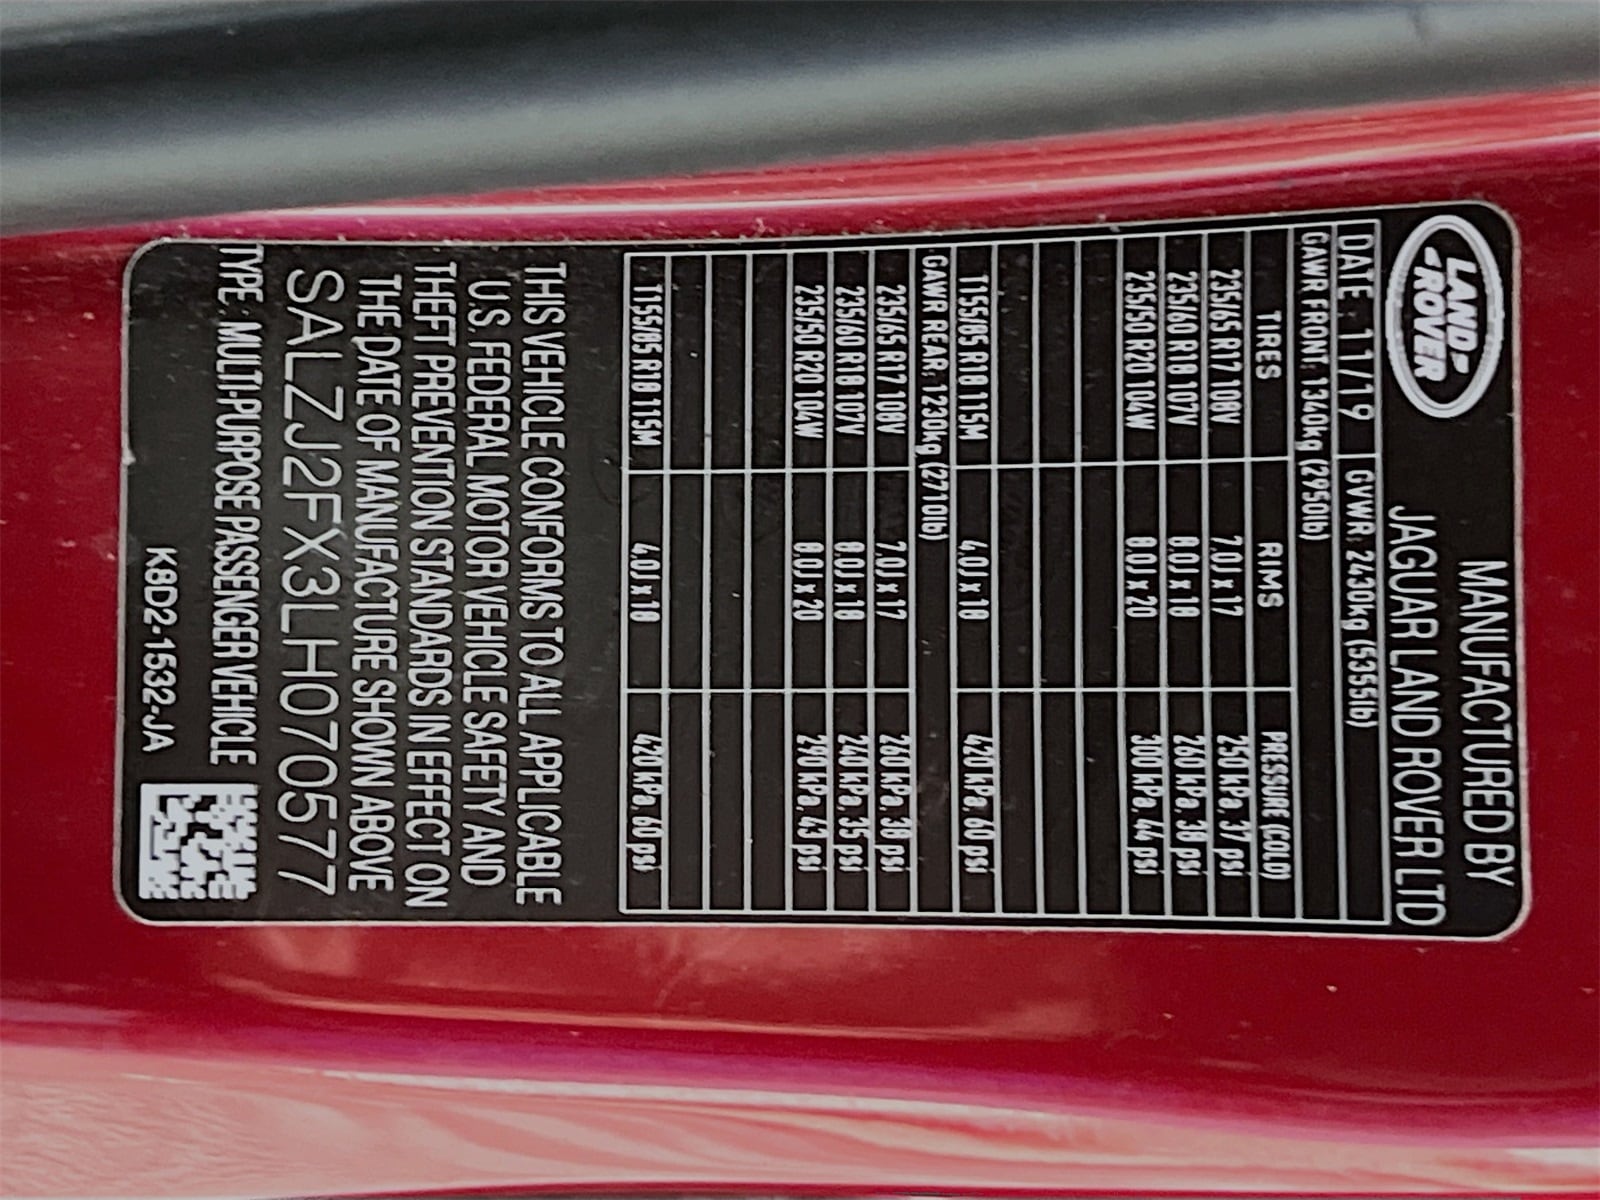 LAND-
-ROVER
MANUFACTURED BY
JAGUAR LAND ROVER LTD
DATE : 11/19 GVWR: 2430kg (5355lb)
GAWR FRONT: 1340kg (2950lb)
TIRES RIMS PRESSURE (COLD)
235/65 R17 108V 7.0J x 17 250 kPa, 37 psi
235/60 R18 107V 8.0J x 18 260 kPa, 38 psi
235/50 R20 104W 8.0J x 20 300 kPa, 44 psi
T155/85 R18 115M 4.0J x 18 420 kPa, 60 psi
GAWR REAR: 1230kg (2710lb)
235/65 R17 108V 7.0J x 17 260 kPa, 38 psi
235/60 R18 107V 8.0J x 18 240 kPa, 35 psi
235/50 R20 104W 8.0J x 20 290 kPa, 43 psi
T155/85 R18 115M 4.0J x 18 420 kPa, 60 psi
THIS VEHICLE CONFORMS TO ALL APPLICABLE
U.S. FEDERAL MOTOR VEHICLE SAFETY AND
THEFT PREVENTION STANDARDS IN EFFECT ON
THE DATE OF MANUFACTURE SHOWN ABOVE
SALZJ2FX3LH070577
TYPE : MULTI-PURPOSE PASSENGER VEHICLE
K8D2-1532-JA